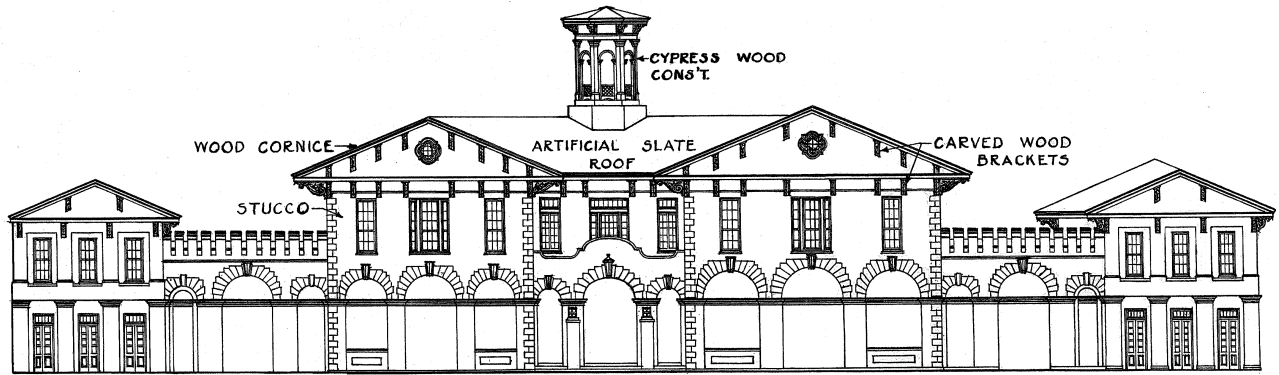 CYPRESS WOOD
CONS'T.
WOOD CORNICE
ARTIFICIAL SLATE
ROOF
CARVED WOOD
BRACKETS
STUCCO